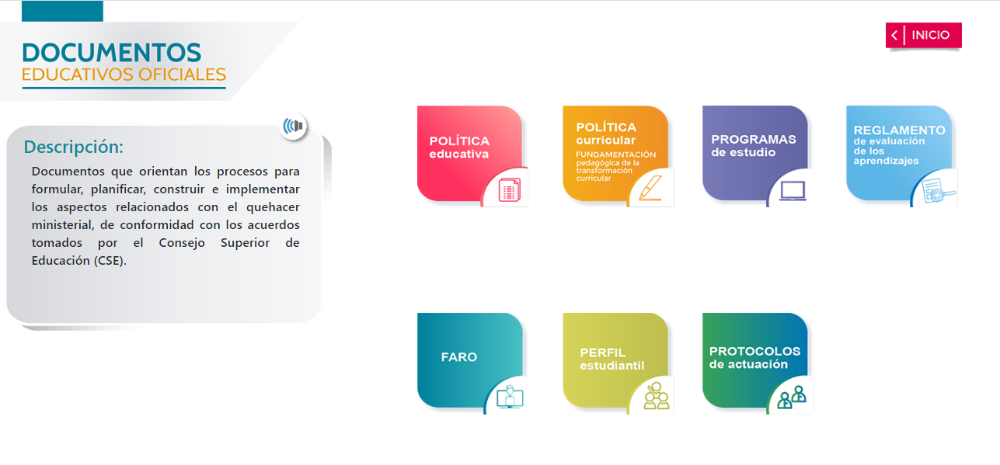 DOCUMENTOS
EDUCATIVOS OFICIALES
INICIO
Descripción:
Documentos que orientan los procesos para
formular, planificar, construir e implementar
los aspectos relacionados con el quehacer
ministerial, de conformidad con los acuerdos
tomados por el Consejo Superior de
Educación (CSE).
POLÍTICA
educativa
POLÍTICA
curricular
FUNDAMENTACIÓN
pedagógica de la
transformación
curricular
PROGRAMAS
de estudio
REGLAMENTO
de evaluación
de los
aprendizajes
FARO
PERFIL
estudiantil
PROTOCOLOS
de actuación